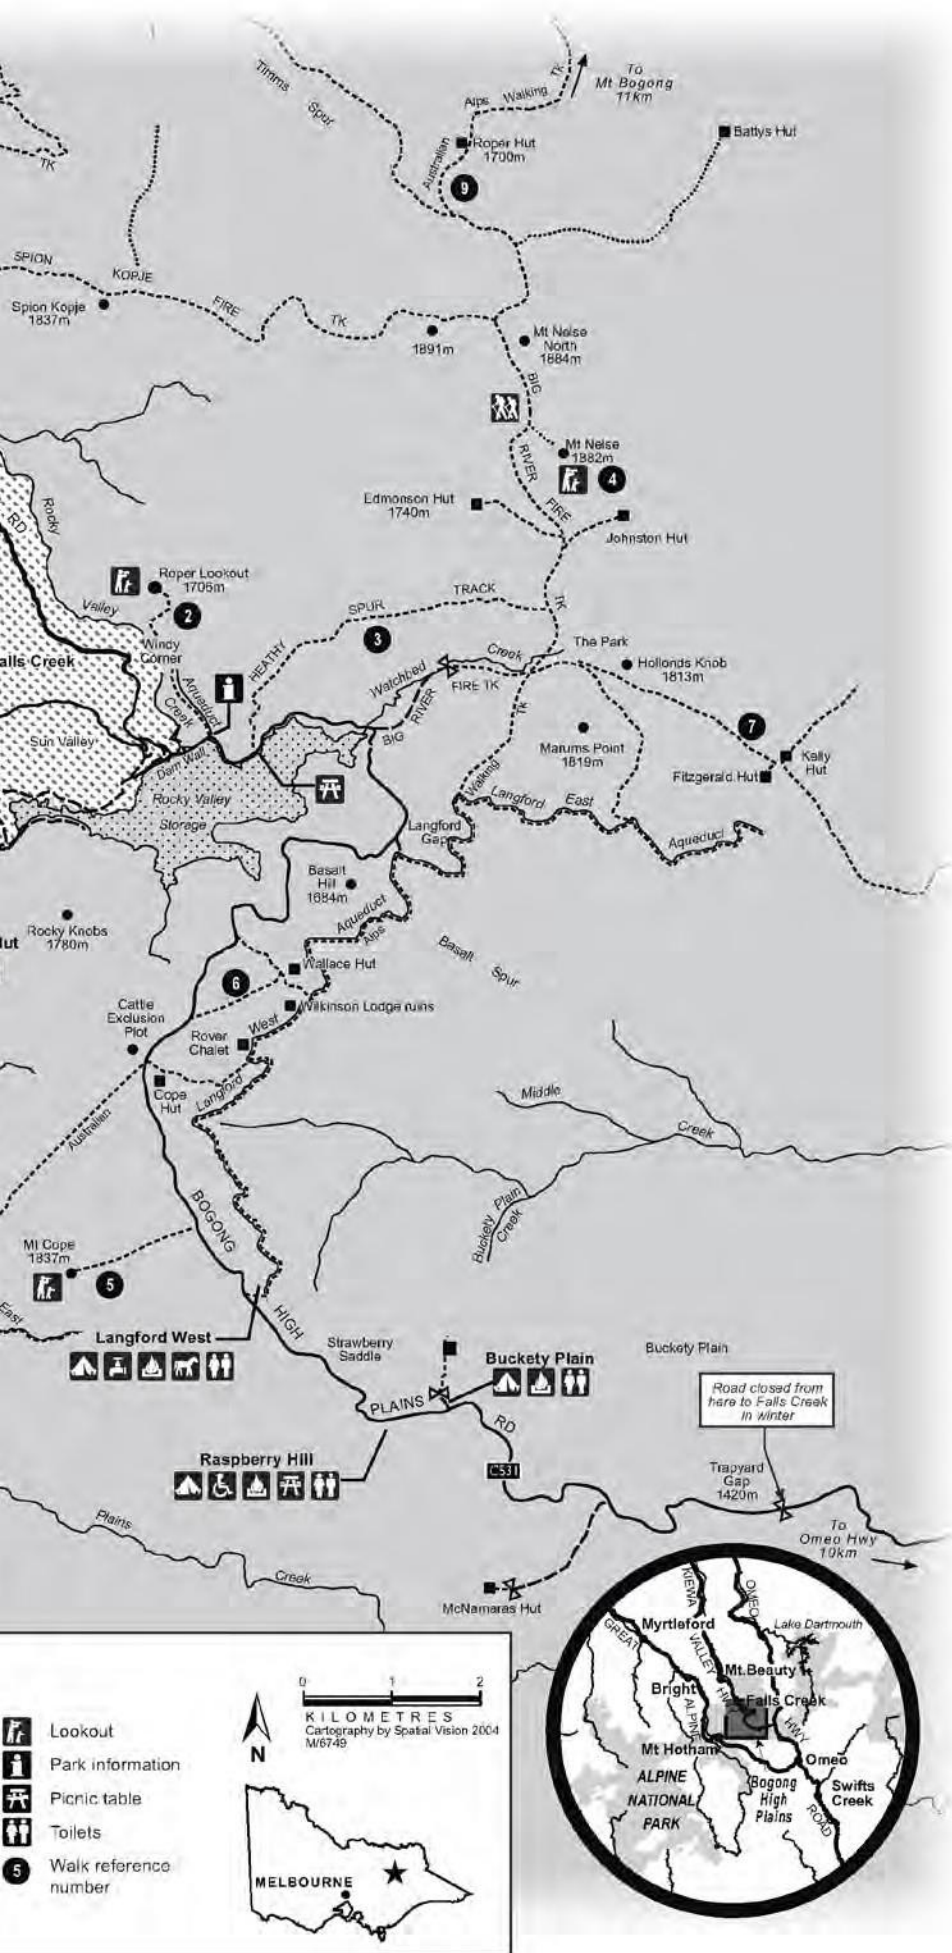 Timms
Spur
Alps Walking TK
To
Mt Bogong
11km
Battys Hut
Roper Hut
1700m
Australian
9
TK
SPION
KOPJE
FIRE
TK
Spion Kopje
1837m
1891m
Mt Nelse
North
1884m
BIG
RIVER
FIRE
TK
Mt Nelse
1882m
4
Edmonson Hut
1740m
Johnston Hut
RD
Rocky
Valley
Roper Lookout
1706m
2
SPUR
TRACK
HEATHY
3
Windy
Corner
alls Creek
Aqueduct
Creek
Watchbed
Creek
The Park
Hollonds Knob
1813m
FIRE TK
RIVER
BIG
TK
7
Sun Valley
Dam Wall
Marums Point
1819m
Kelly
Hut
Fitzgerald Hut
Rocky Valley
Storage
Walking
Langford East
Aqueduct
Langford
Gap
Basalt
Hill
1684m
Aqueduct
Alps
Basalt
Spur
Rocky Knobs
1780m
lut
Wallace Hut
6
Wilkinson Lodge ruins
Cattle
Exclusion
Plot
Rover
Chalet
West
Langford
Cope
Hut
Australian
Middle
Creek
Buckety Plain
Creek
BOGONG
Mt Cope
1837m
5
East
HIGH
Langford West
Strawberry
Saddle
Buckety Plain
Buckety Plain
PLAINS
RD
Road closed from
here to Falls Creek
in winter
Raspberry Hill
C531
Trapyard
Gap
1420m
To
Omeo Hwy
10km
Plains
Creek
McNamaras Hut
KIEWA
OMEO
Lake Dartmouth
Myrtleford
GREAT
VALLEY
Mt.Beauty
Bright
Falls Creek
ALPINE
HWY
Mt Hotham
Omeo
ALPINE
NATIONAL
PARK
Bogong
High
Plains
Swifts
Creek
ROAD
Lookout
Park information
Picnic table
Toilets
5
Walk reference
number
0 1 2
KILOMETRES
Cartography by Spatial Vision 2004
M/6749
N
MELBOURNE